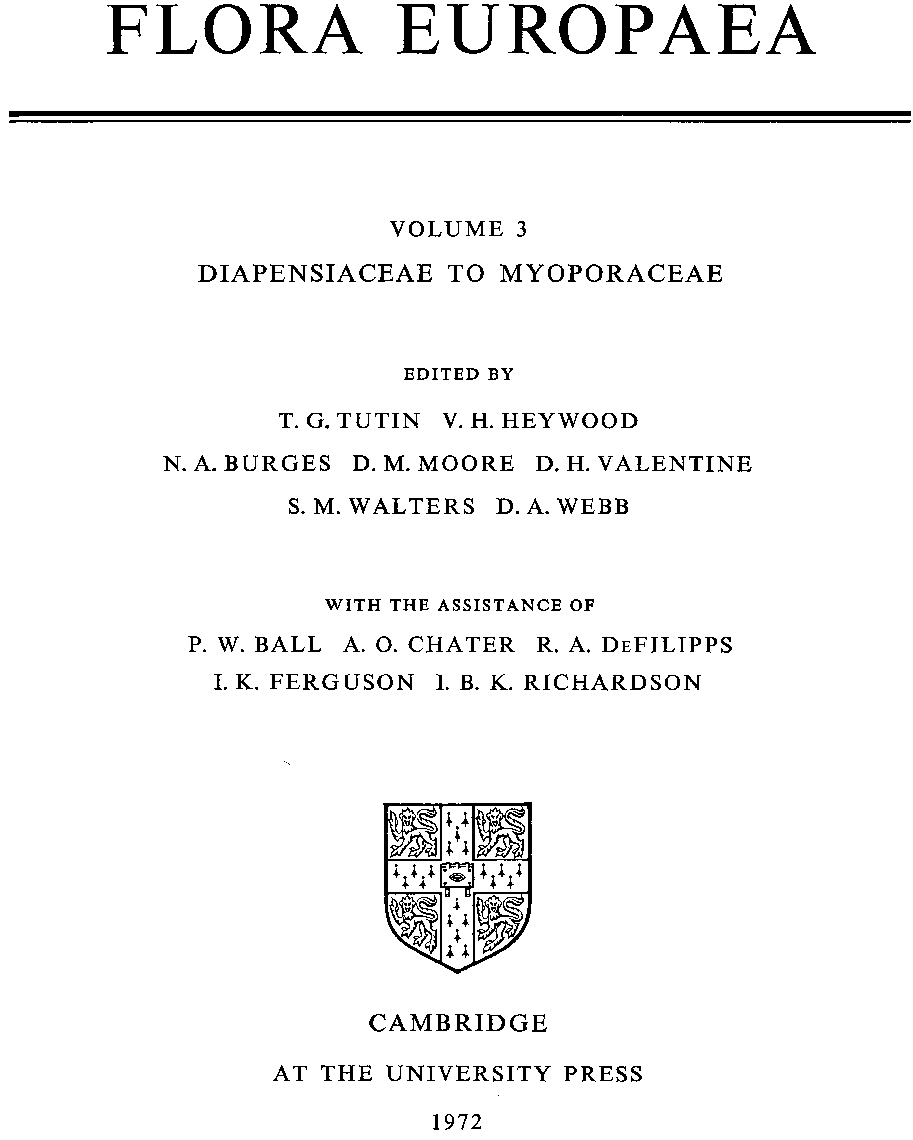 FLORA EUROPAEA
VOLUME 3
DIAPENSIACEAE TO MYOPORACEAE
EDITED BY
T. G. TUTIN V. H. HEYWOOD
N. A. BURGES D. M. MOORE D. H. VALENTINE
S. M. WALTERS D. A. WEBB
WITH THE ASSISTANCE OF
P. W. BALL A. O. CHATER R. A. DeFILIPPS
I. K. FERGUSON I. B. K. RICHARDSON
CAMBRIDGE
AT THE UNIVERSITY PRESS
1972